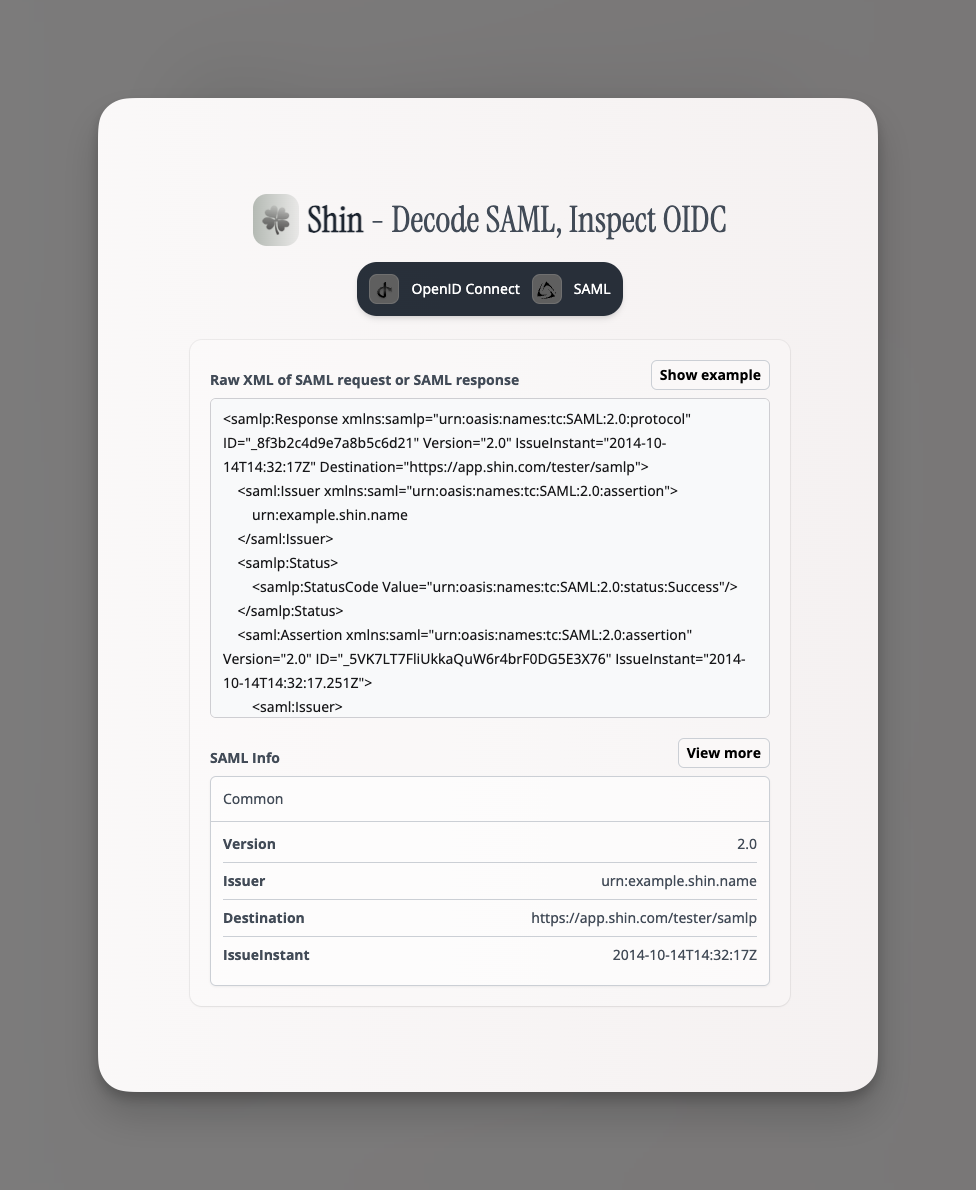 Shin – Decode SAML, Inspect OIDC
OpenID Connect SAML
Raw XML of SAML request or SAML response
Show example
<samlp:Response xmlns:samlp="urn:oasis:names:tc:SAML:2.0:protocol"
ID="_8f3b2c4d9e7a8b5c6d21" Version="2.0" IssueInstant="2014-10-
14T14:32:17Z" Destination="https://app.shin.com/tester/samlp">
    <saml:Issuer xmlns:saml="urn:oasis:names:tc:SAML:2.0:assertion">
        urn:example.shin.name
    </saml:Issuer>
    <samlp:Status>
        <samlp:StatusCode Value="urn:oasis:names:tc:SAML:2.0:status:Success"/>
    </samlp:Status>
    <saml:Assertion xmlns:saml="urn:oasis:names:tc:SAML:2.0:assertion"
Version="2.0" ID="_5VK7LT7FliUkkaQuW6r4brF0DG5E3X76" IssueInstant="2014-
10-14T14:32:17.251Z">
        <saml:Issuer>
SAML Info
View more
Common
Version 2.0
Issuer urn:example.shin.name
Destination https://app.shin.com/tester/samlp
IssueInstant 2014-10-14T14:32:17Z